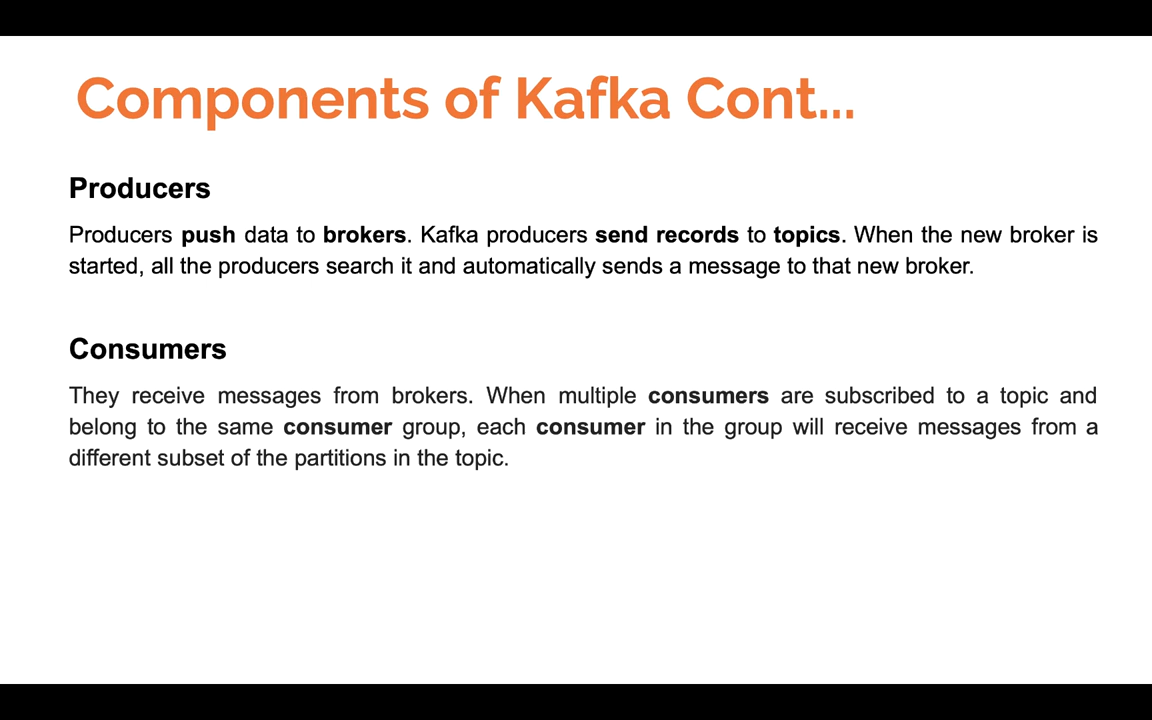 Components of Kafka Cont...
Producers
Producers push data to brokers. Kafka producers send records to topics. When the new broker is
started, all the producers search it and automatically sends a message to that new broker.
Consumers
They receive messages from brokers. When multiple consumers are subscribed to a topic and
belong to the same consumer group, each consumer in the group will receive messages from a
different subset of the partitions in the topic.